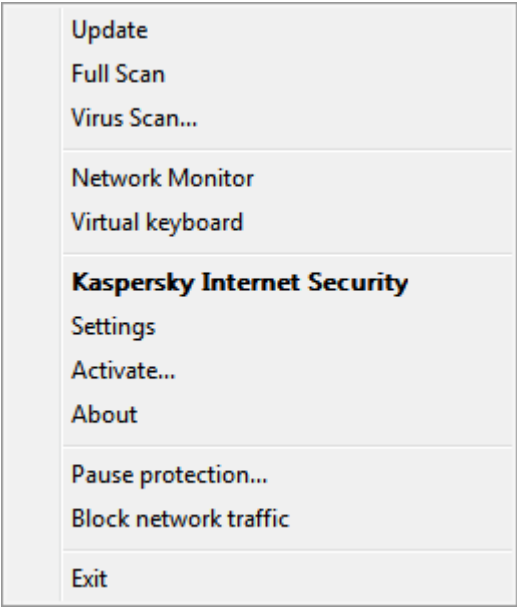 Update
Full Scan
Virus Scan...
Network Monitor
Virtual keyboard
Kaspersky Internet Security
Settings
Activate...
About
Pause protection...
Block network traffic
Exit